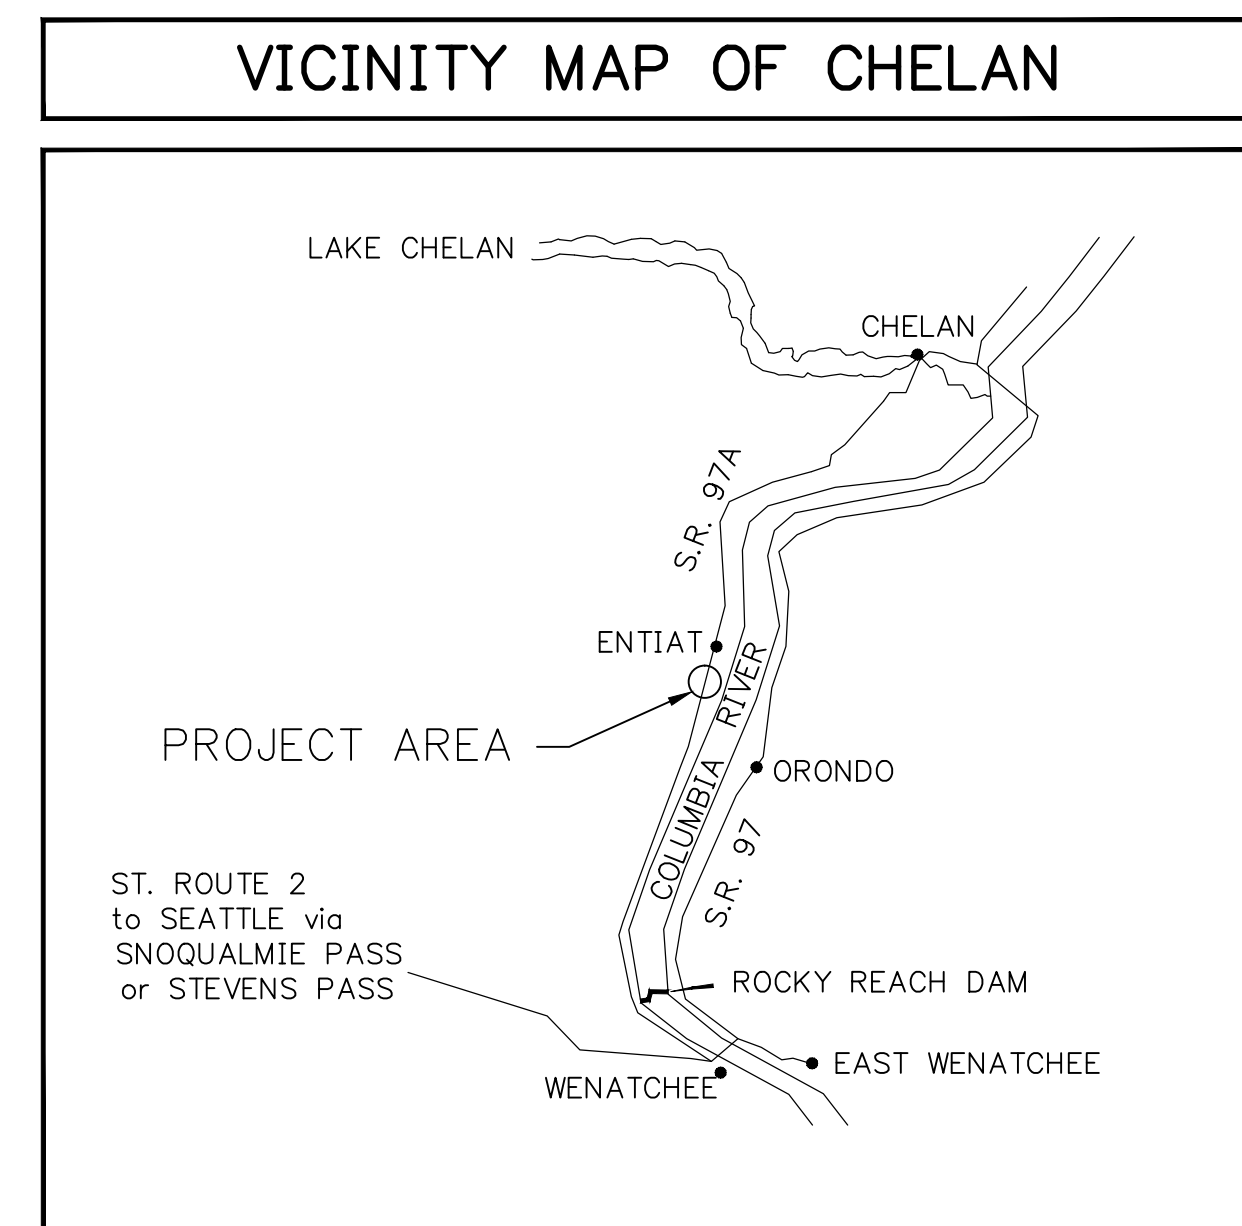 VICINITY MAP OF CHELAN
LAKE CHELAN
CHELAN
S.R. 97A
ENTIAT
COLUMBIA RIVER
PROJECT AREA
ORONDO
S.R. 97
ST. ROUTE 2
to SEATTLE via
SNOQUALMIE PASS
or STEVENS PASS
ROCKY REACH DAM
EAST WENATCHEE
WENATCHEE